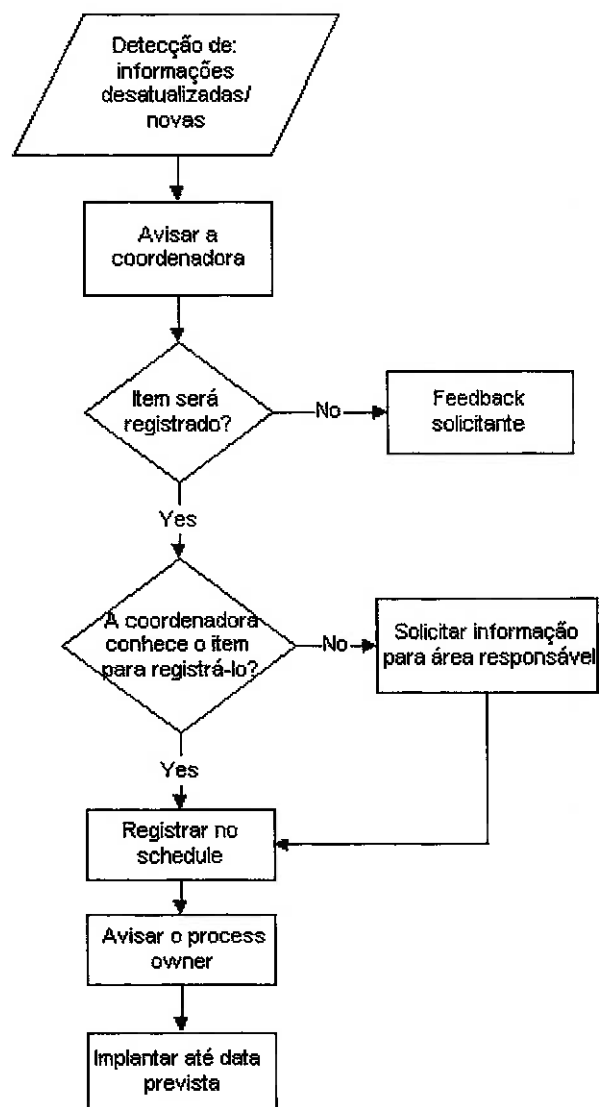 Detecção de:
informações
desatualizadas/
novas
Avisar a
coordenadora
Item será
registrado?
No
Feedback
solicitante
Yes
A coordenadora
conhece o item
para registrá-lo?
No
Solicitar informação
para área responsável
Yes
Registrar no
schedule
Avisar o process
owner
Implantar até data
prevista